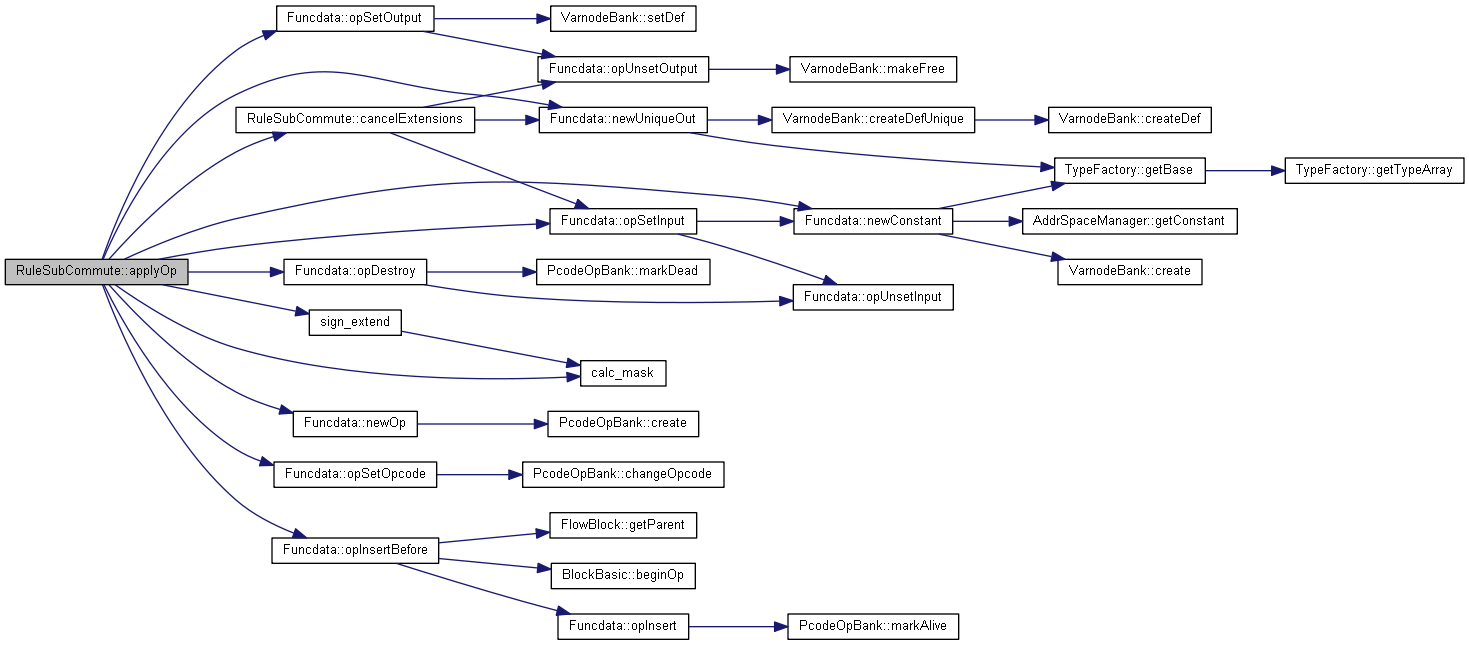 Funcdata::opSetOutput
VarnodeBank::setDef
Funcdata::opUnsetOutput
VarnodeBank::makeFree
RuleSubCommute::cancelExtensions
Funcdata::newUniqueOut
VarnodeBank::createDefUnique
VarnodeBank::createDef
TypeFactory::getBase
TypeFactory::getTypeArray
Funcdata::opSetInput
Funcdata::newConstant
AddrSpaceManager::getConstant
RuleSubCommute::applyOp
Funcdata::opDestroy
PcodeOpBank::markDead
VarnodeBank::create
Funcdata::opUnsetInput
sign_extend
calc_mask
Funcdata::newOp
PcodeOpBank::create
Funcdata::opSetOpcode
PcodeOpBank::changeOpcode
FlowBlock::getParent
Funcdata::opInsertBefore
BlockBasic::beginOp
Funcdata::opInsert
PcodeOpBank::markAlive